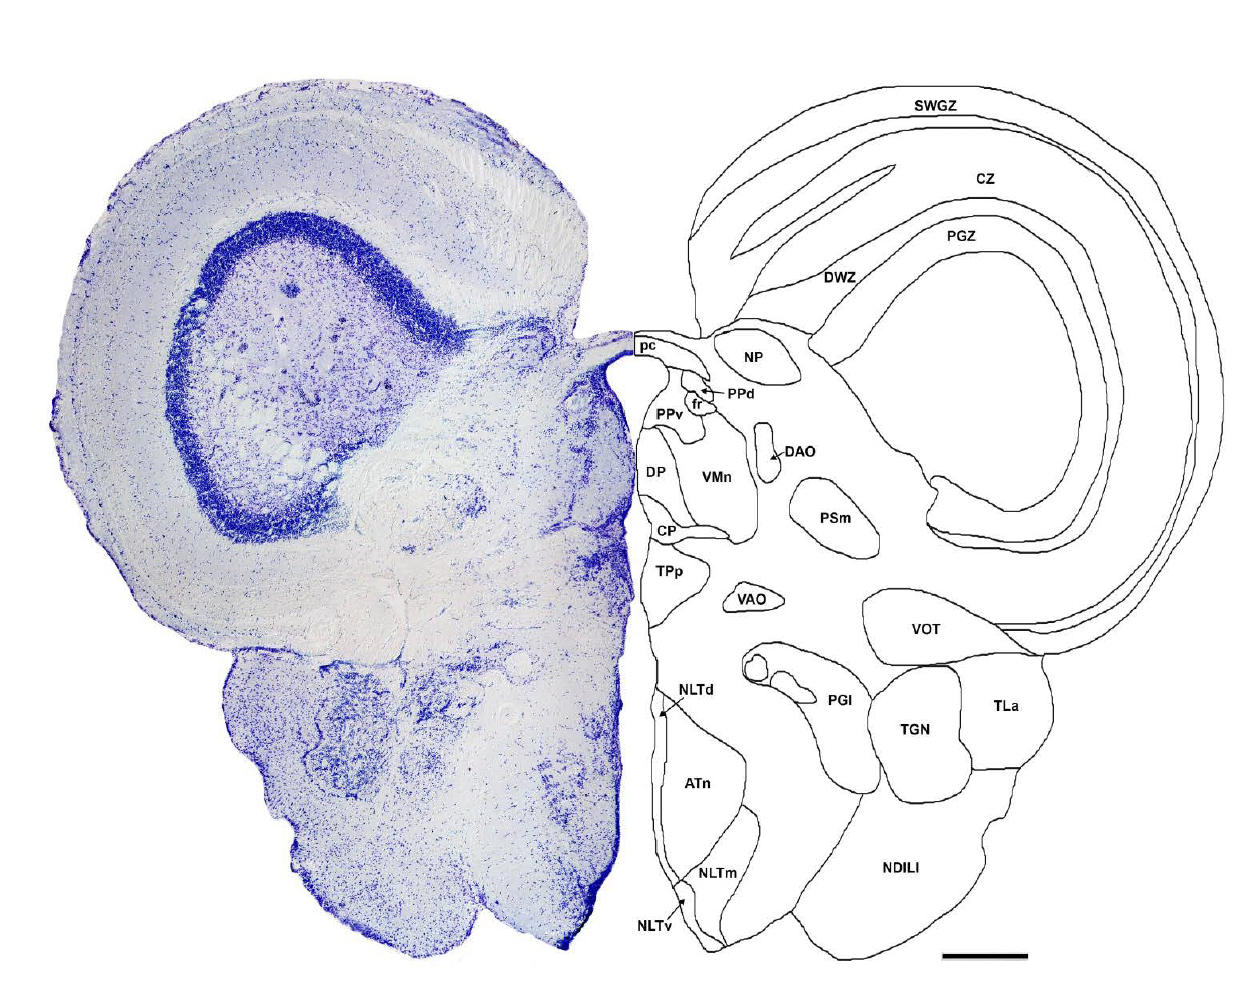 SWGZ
CZ
PGZ
DWZ
pc
NP
PPd
fr
PPv
DAO
DP
VMn
PSm
CP
TPp
VAO
VOT
NLTd
PGl
TLa
TGN
ATn
NDILl
NLTm
NLTv